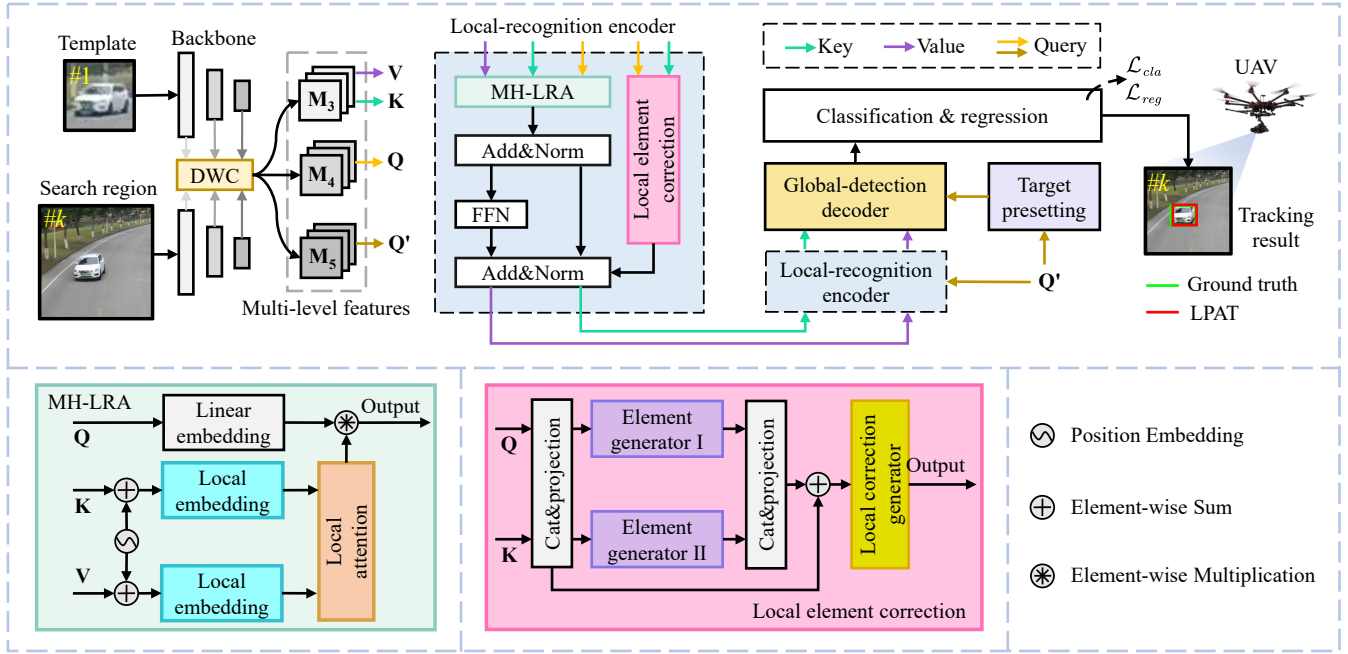 Template
Backbone
#1
DWC
Search region
#k
M3
M4
M5
V
K
Q
Q'
Multi-level features
Local-recognition encoder
MH-LRA
Add&Norm
FFN
Add&Norm
Local element
correction
Key
Value
Query
Classification & regression
ℒcla
ℒreg
UAV
Global-detection
decoder
Target
presetting
Local-recognition
encoder
Q'
#k
Tracking
result
Ground truth
LPAT
MH-LRA
Q
Linear
embedding
Output
K
Local
embedding
V
Local
embedding
Local
attention
Q
K
Cat&projection
Element
generator I
Element
generator II
Cat&projection
Local correction
generator
Output
Local element correction
Position Embedding
Element-wise Sum
Element-wise Multiplication